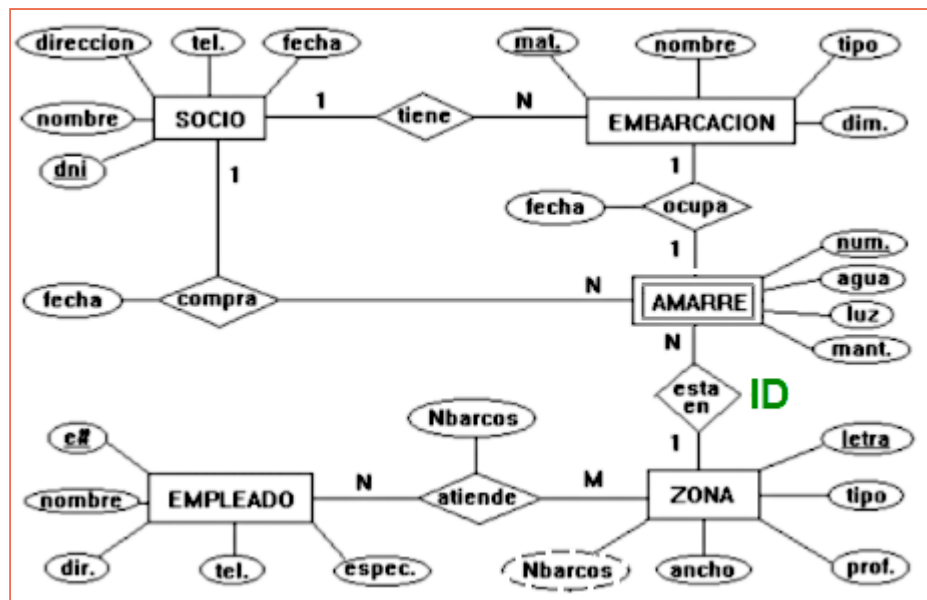 direccion
tel.
fecha
mat.
nombre
tipo
nombre
SOCIO
1
tiene
N
EMBARCACION
dim.
dni
1
1
fecha
ocupa
1
num.
fecha
compra
N
AMARRE
agua
luz
N
mant.
esta
en
ID
Nbarcos
1
e#
letra
nombre
EMPLEADO
N
atiende
M
ZONA
tipo
dir.
tel.
espec.
Nbarcos
ancho
prof.